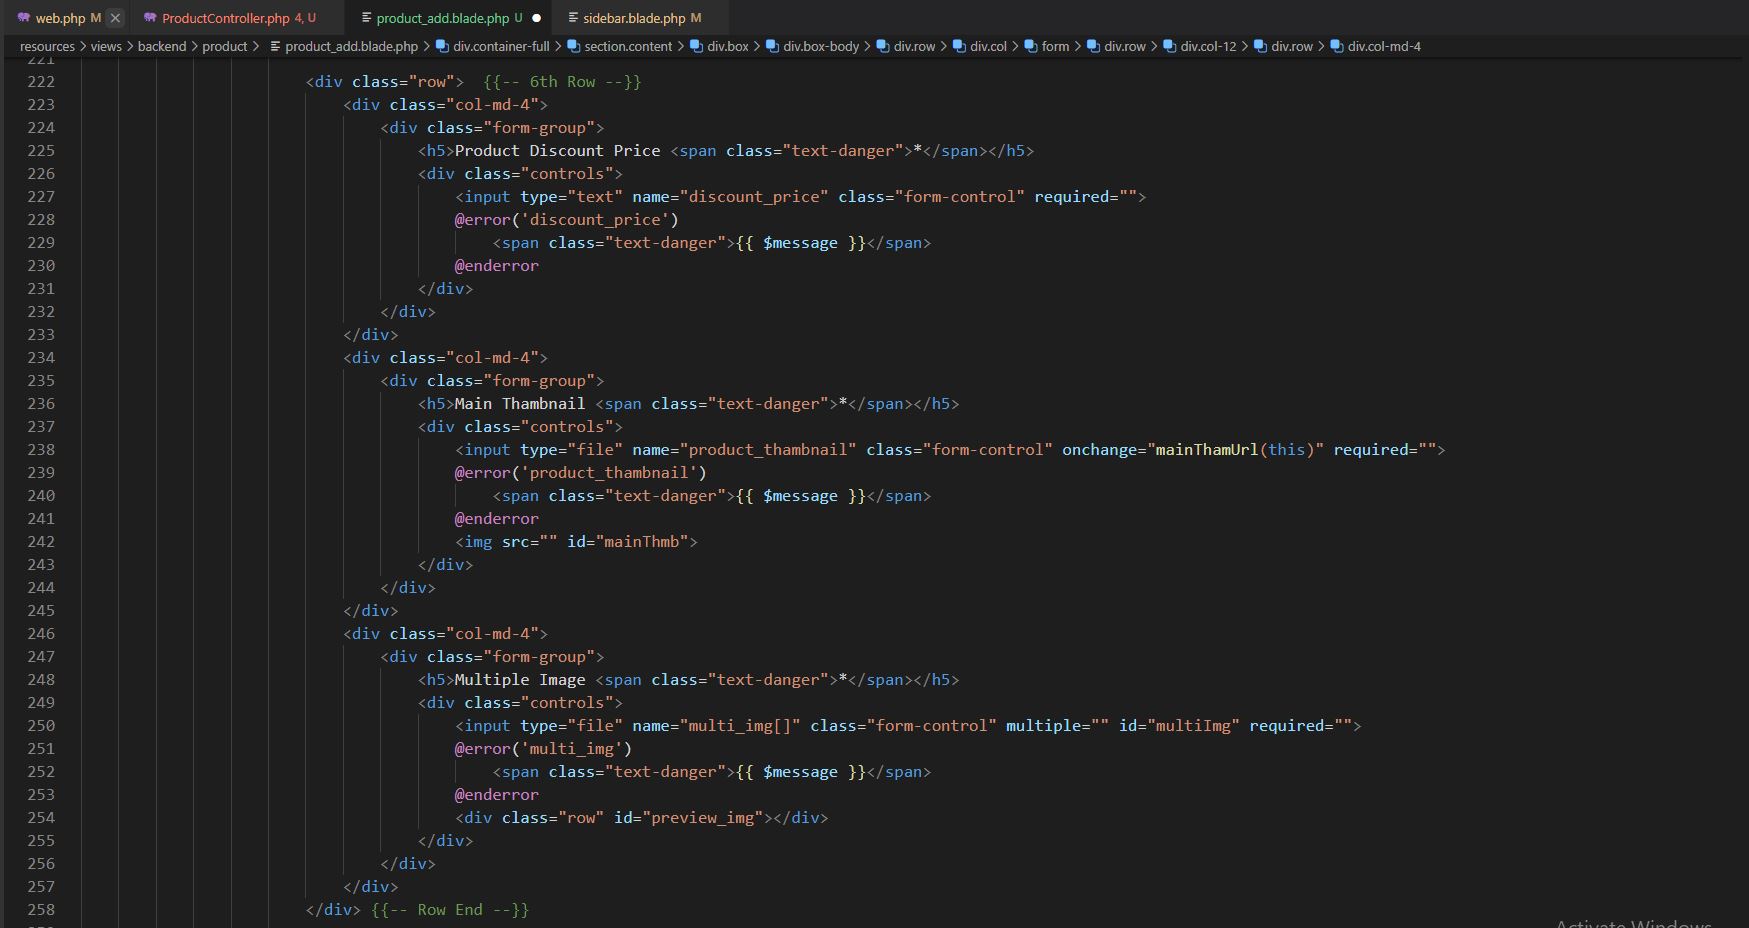 web.php M
ProductController.php 4, U
product_add.blade.php U
sidebar.blade.php M
resources > views > backend > product > product_add.blade.php > div.container-full > section.content > div.box > div.box-body > div.row > div.col > form > div.row > div.col-12 > div.row > div.col-md-4
221
222 <div class="row">  {{-- 6th Row --}}
223 <div class="col-md-4">
224 <div class="form-group">
225 <h5>Product Discount Price <span class="text-danger">*</span></h5>
226 <div class="controls">
227 <input type="text" name="discount_price" class="form-control" required="">
228 @error('discount_price')
229 <span class="text-danger">{{ $message }}</span>
230 @enderror
231 </div>
232 </div>
233 </div>
234 <div class="col-md-4">
235 <div class="form-group">
236 <h5>Main Thambnail <span class="text-danger">*</span></h5>
237 <div class="controls">
238 <input type="file" name="product_thambnail" class="form-control" onchange="mainThamUrl(this)" required="">
239 @error('product_thambnail')
240 <span class="text-danger">{{ $message }}</span>
241 @enderror
242 <img src="" id="mainThmb">
243 </div>
244 </div>
245 </div>
246 <div class="col-md-4">
247 <div class="form-group">
248 <h5>Multiple Image <span class="text-danger">*</span></h5>
249 <div class="controls">
250 <input type="file" name="multi_img[]" class="form-control" multiple="" id="multiImg" required="">
251 @error('multi_img')
252 <span class="text-danger">{{ $message }}</span>
253 @enderror
254 <div class="row" id="preview_img"></div>
255 </div>
256 </div>
257 </div>
258 </div> {{-- Row End --}}
Activate Windows